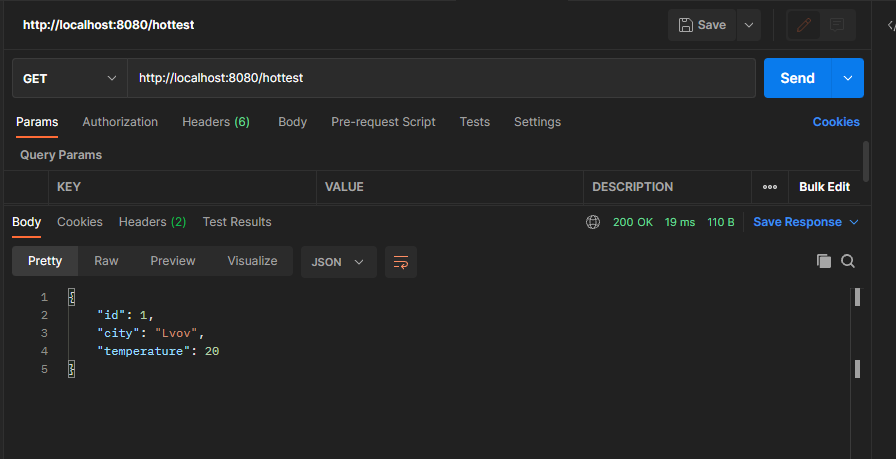 http://localhost:8080/hottest
Save
GET http://localhost:8080/hottest Send
Params Authorization Headers (6) Body Pre-request Script Tests Settings Cookies
Query Params
KEY VALUE DESCRIPTION ooo Bulk Edit
Body Cookies Headers (2) Test Results 200 OK 19 ms 110 B Save Response
Pretty Raw Preview Visualize JSON
1 {
2 "id": 1,
3 "city": "Lvov",
4 "temperature": 20
5 }